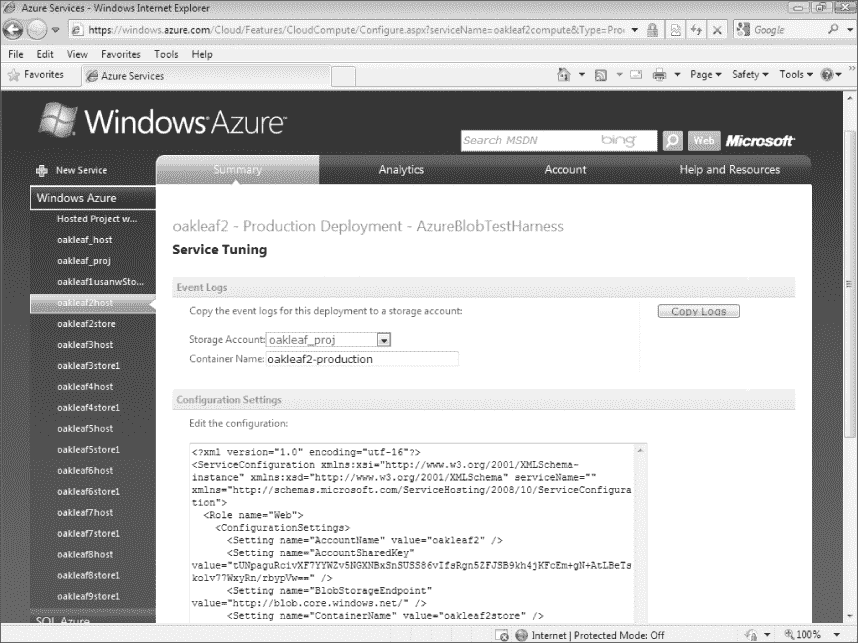 Azure Services - Windows Internet Explorer
https://windows.azure.com/Cloud/Features/CloudCompute/Configure.aspx?serviceName=oakleaf2compute&Type=Pro
Google
File Edit View Favorites Tools Help
Favorites Azure Services Page Safety Tools
Windows Azure
Search MSDN bing Web Microsoft
New Service Summary Analytics Account Help and Resources
Windows Azure
Hosted Project w...
oakleaf_host
oakleaf_proj
oakleaf1usanwSto...
oakleaf2host
oakleaf2store
oakleaf3host
oakleaf3store1
oakleaf4host
oakleaf4store1
oakleaf5host
oakleaf5store1
oakleaf6host
oakleaf6store1
oakleaf7host
oakleaf7store1
oakleaf8host
oakleaf8store1
oakleaf9store1
SQL Azure
oakleaf2 - Production Deployment - AzureBlobTestHarness
Service Tuning
Event Logs
Copy the event logs for this deployment to a storage account:
Copy Logs
Storage Account: oakleaf_proj
Container Name: oakleaf2-production
Configuration Settings
Edit the configuration:
<?xml version="1.0" encoding="utf-16"?>
<ServiceConfiguration xmlns:xsi="http://www.w3.org/2001/XMLSchema-
instance" xmlns:xsd="http://www.w3.org/2001/XMLSchema" serviceName=""
xmlns="http://schemas.microsoft.com/ServiceHosting/2008/10/ServiceConfigura
tion">
<Role name="Web">
<ConfigurationSettings>
<Setting name="AccountName" value="oakleaf2" />
<Setting name="AccountSharedKey"
value="tUNpaguRcivXF7YYWZv5NGXNBxSnSUSS86vIfsRgn5ZFJSB9kh4jKFcEm+gN+AtLBeTs
kolv77WxyRn/rbypVw==" />
<Setting name="BlobStorageEndpoint"
value="http://blob.core.windows.net/" />
<Setting name="ContainerName" value="oakleaf2store" />
Internet | Protected Mode: Off
100%